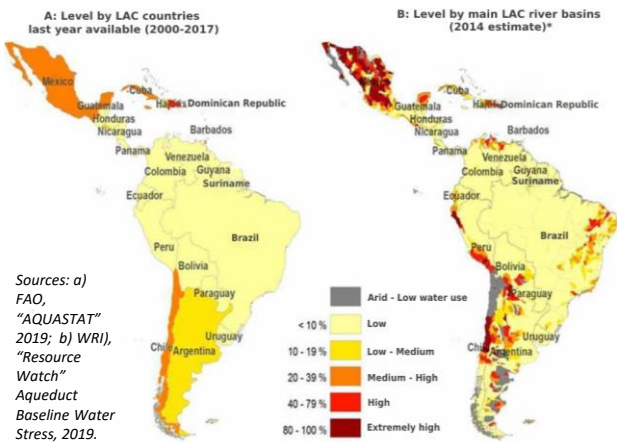 A: Level by LAC countries
last year available (2000-2017)
Mexico
Cuba
Haiti
Dominican Republic
Guatemala
Honduras
Nicaragua
Barbados
Panama
Venezuela
Guyana
Colombia
Suriname
Ecuador
Brazil
Peru
Bolivia
Paraguay
Uruguay
Chile
Argentina
Sources: a)
FAO,
“AQUASTAT”
2019; b) WRI),
“Resource
Watch”
Aqueduct
Baseline Water
Stress, 2019.
B: Level by main LAC river basins
(2014 estimate)*
Cuba
Dominican Republic
Guatemala
Honduras
Nicaragua
Barbados
Panama
Venezuela
Guyana
Colombia
Suriname
Ecuador
Brazil
Peru
Bolivia
Paraguay
Uruguay
Chile
Argentina
Arid - Low water use
< 10 % Low
10 - 19% Low - Medium
20 - 39% Medium - High
40 - 79 % High
80 - 100 % Extremely high